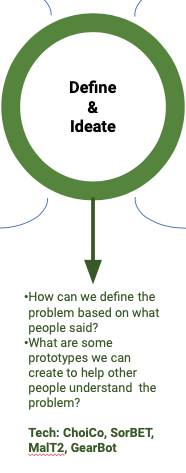 Define
&
Ideate
•How can we define the
problem based on what
people said?
•What are some
prototypes we can
create to help other
people understand the
problem?
Tech: ChoiCo, SorBET,
MalT2, GearBot